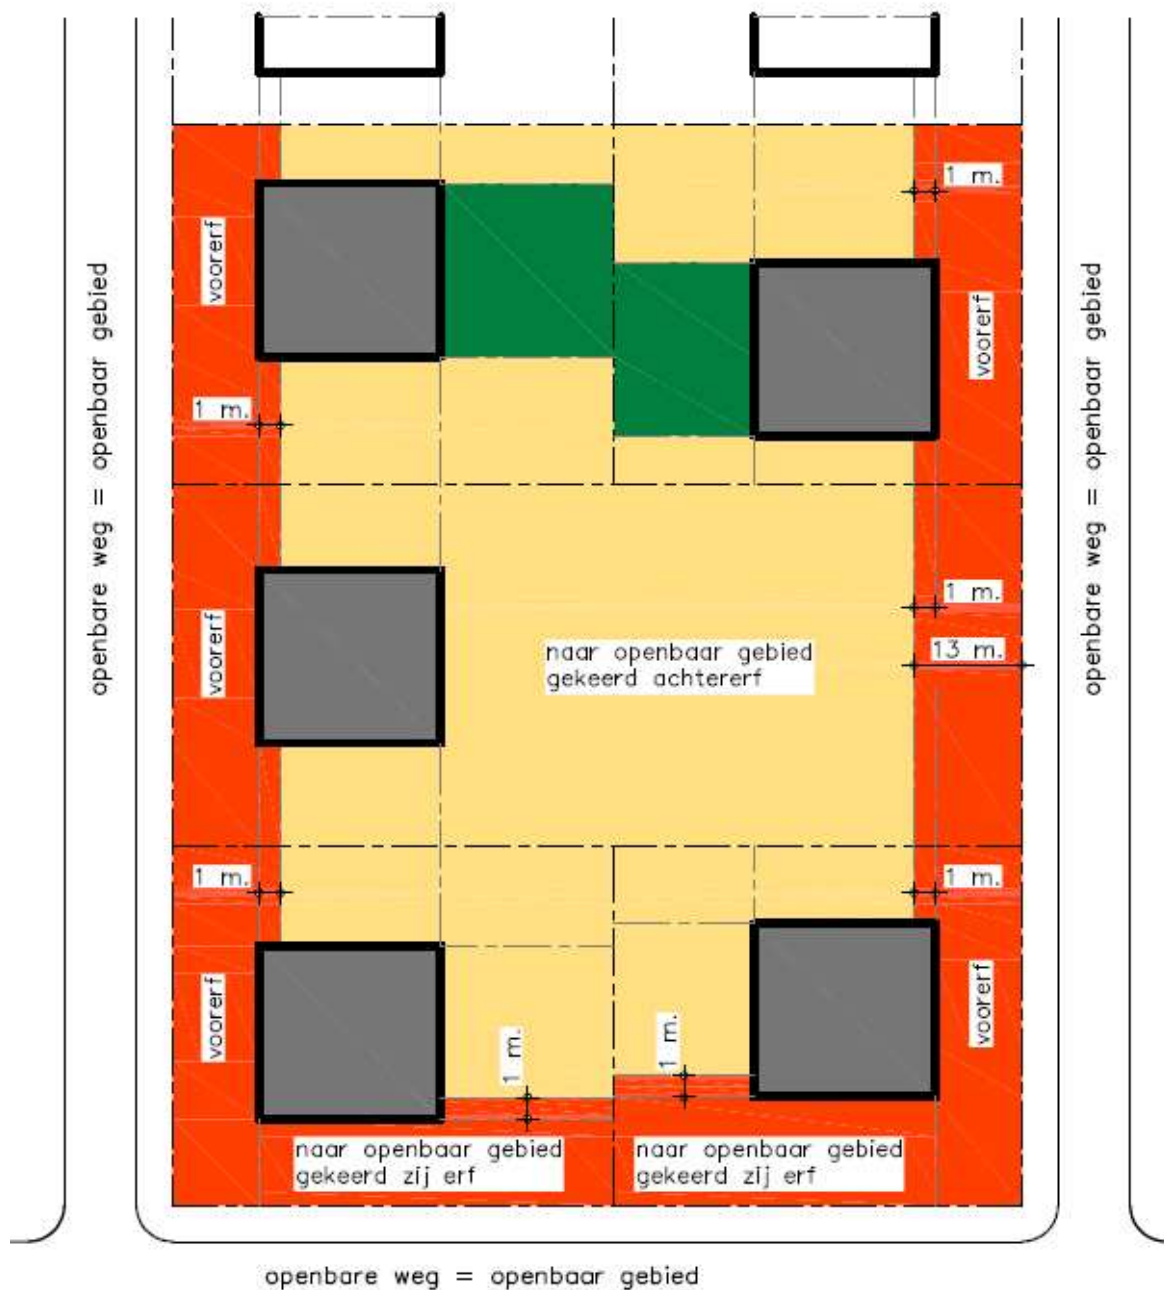 1 m.
voorerf
voorerf
openbare weg = openbaar gebied
openbare weg = openbaar gebied
1 m.
1 m.
voorerf
naar openbaar gebied
gekeerd achtererf
13 m.
1 m.
1 m.
voorerf
voorerf
1 m.
1 m.
naar openbaar gebied
gekeerd zij erf
naar openbaar gebied
gekeerd zij erf
openbare weg = openbaar gebied